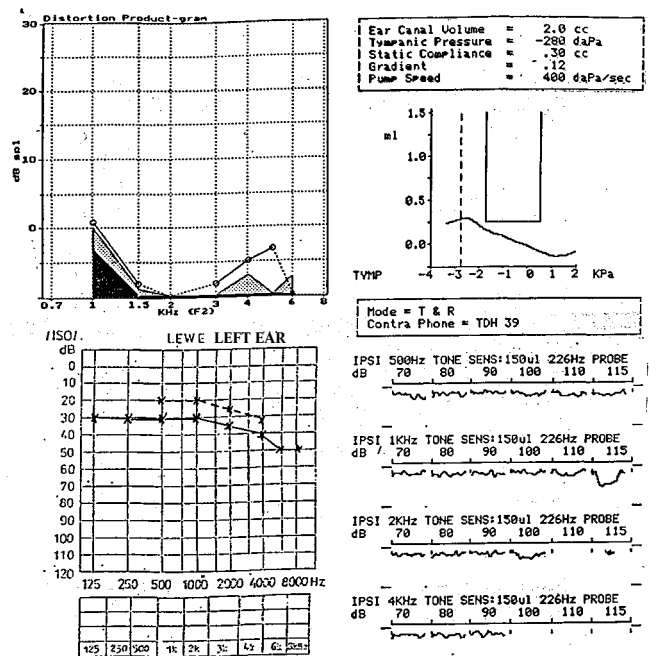 Distortion Product-gram
30
20
10
0
dB spl
0.7 1 1.5 2 3 4 6 8
KHz (F2)
Ear Canal Volume = 2.0 cc
Tympanic Pressure = -280 daPa
Static Compliance = .30 cc
Gradient = .12
Pump Speed = 400 daPa/sec
1.5
ml
1.0
0.5
0.0
TYMP -4 -3 -2 -1 0 1 2 KPa
Mode = T & R
Contra Phone = TDH 39
LEWE LEFT EAR
dB
0
10
20
30
40
50
60
70
80
90
100
110
120
125 250 500 1000 2000 4000 8000 Hz
125 250 500 1k 2k 3k 4k 6k
IPSI 500Hz TONE SENS:150ul 226Hz PROBE
dB 70 80 90 100 110 115
IPSI 1KHz TONE SENS:150ul 226Hz PROBE
dB 70 80 90 100 110 115
IPSI 2KHz TONE SENS:150ul 226Hz PROBE
dB 70 80 90 100 110 115
IPSI 4KHz TONE SENS:150ul 226Hz PROBE
dB 70 80 90 100 110 115